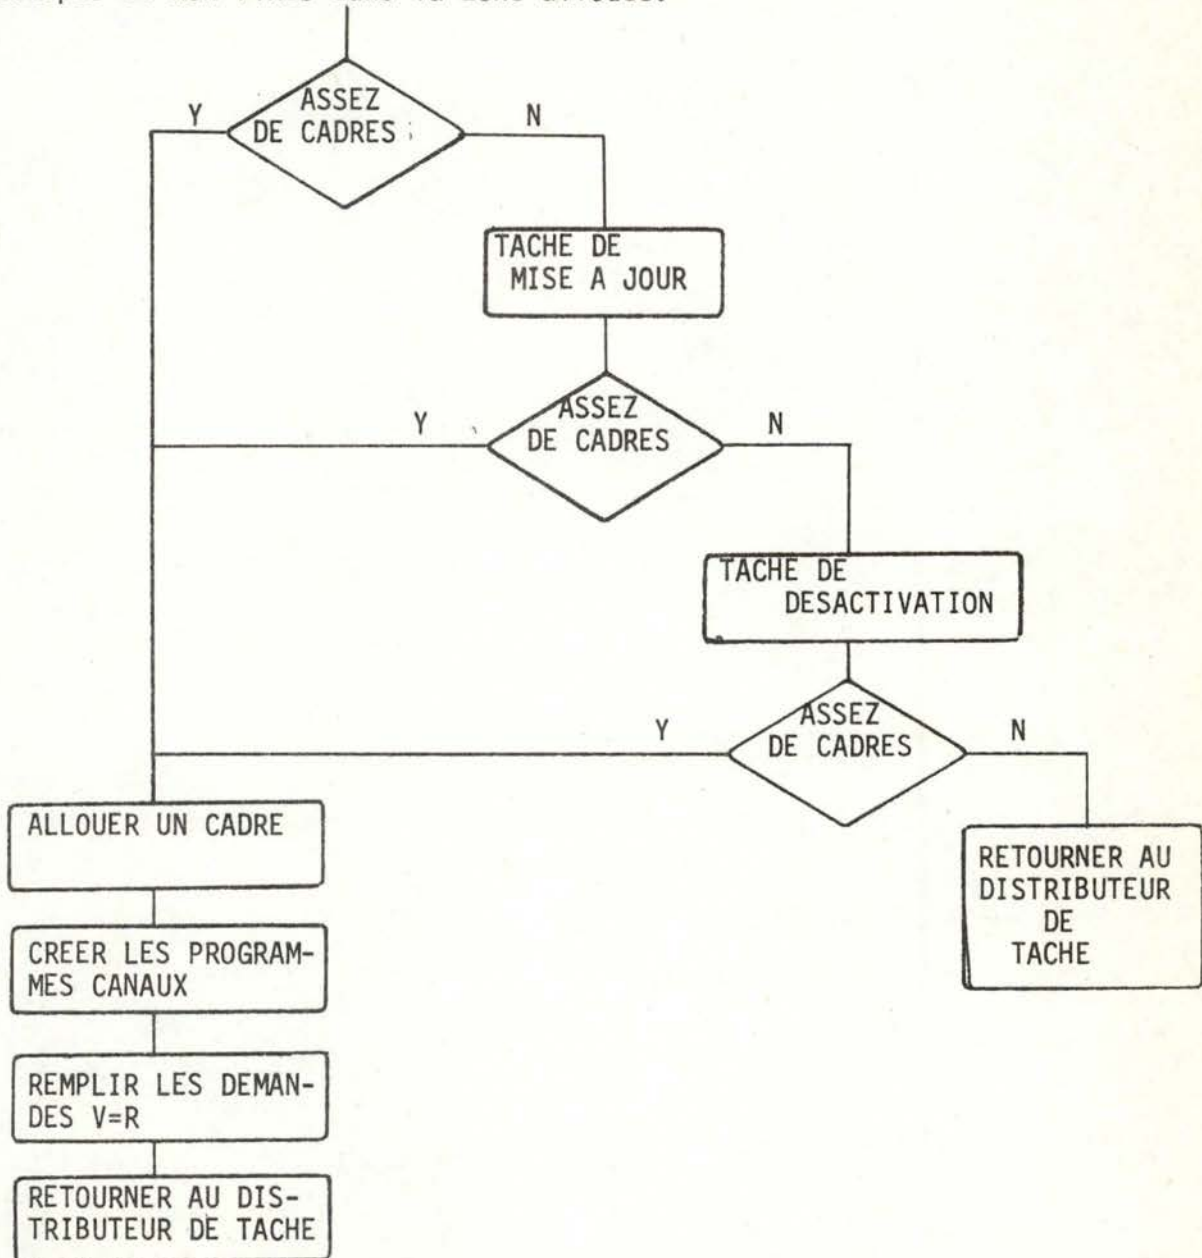 Y
ASSEZ
DE CADRES
N
TACHE DE
MISE A JOUR
Y
ASSEZ
DE CADRES
N
TACHE DE
DESACTIVATION
Y
ASSEZ
DE CADRES
N
ALLOUER UN CADRE
RETOURNER AU
DISTRIBUTEUR
DE
TACHE
CREER LES PROGRAM-
MES CANAUX
REMPLIR LES DEMAN-
DES V=R
RETOURNER AU DIS-
TRIBUTEUR DE TACHE